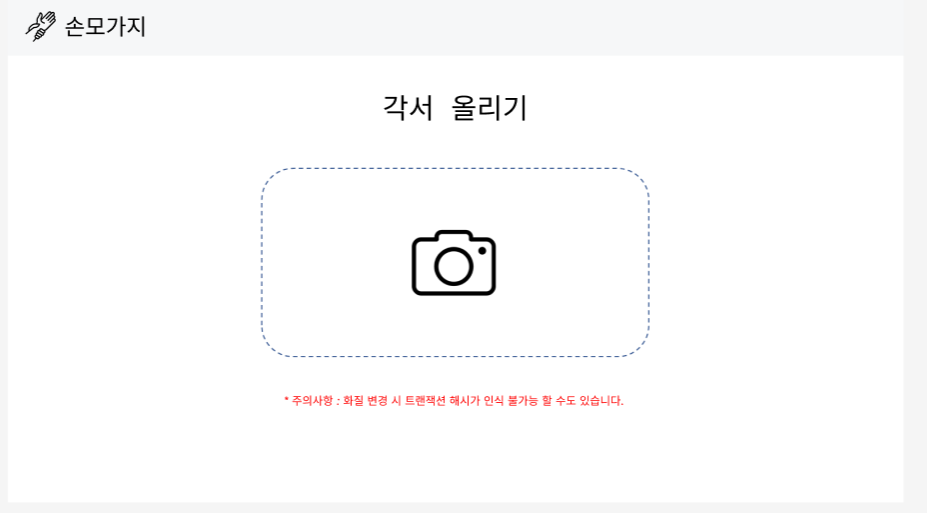 손모가지
각서 올리기
* 주의사항 : 화질 변경 시 트랜잭션 해시가 인식 불가능 할 수도 있습니다.